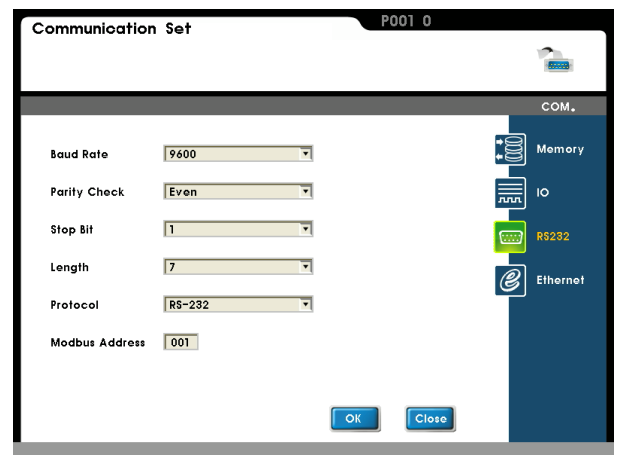 P001 0
Communication Set
COM.
Baud Rate 9600
Parity Check Even
Stop Bit 1
Length 7
Protocol RS-232
Modbus Address 001
Memory
IO
RS232
Ethernet
OK Close